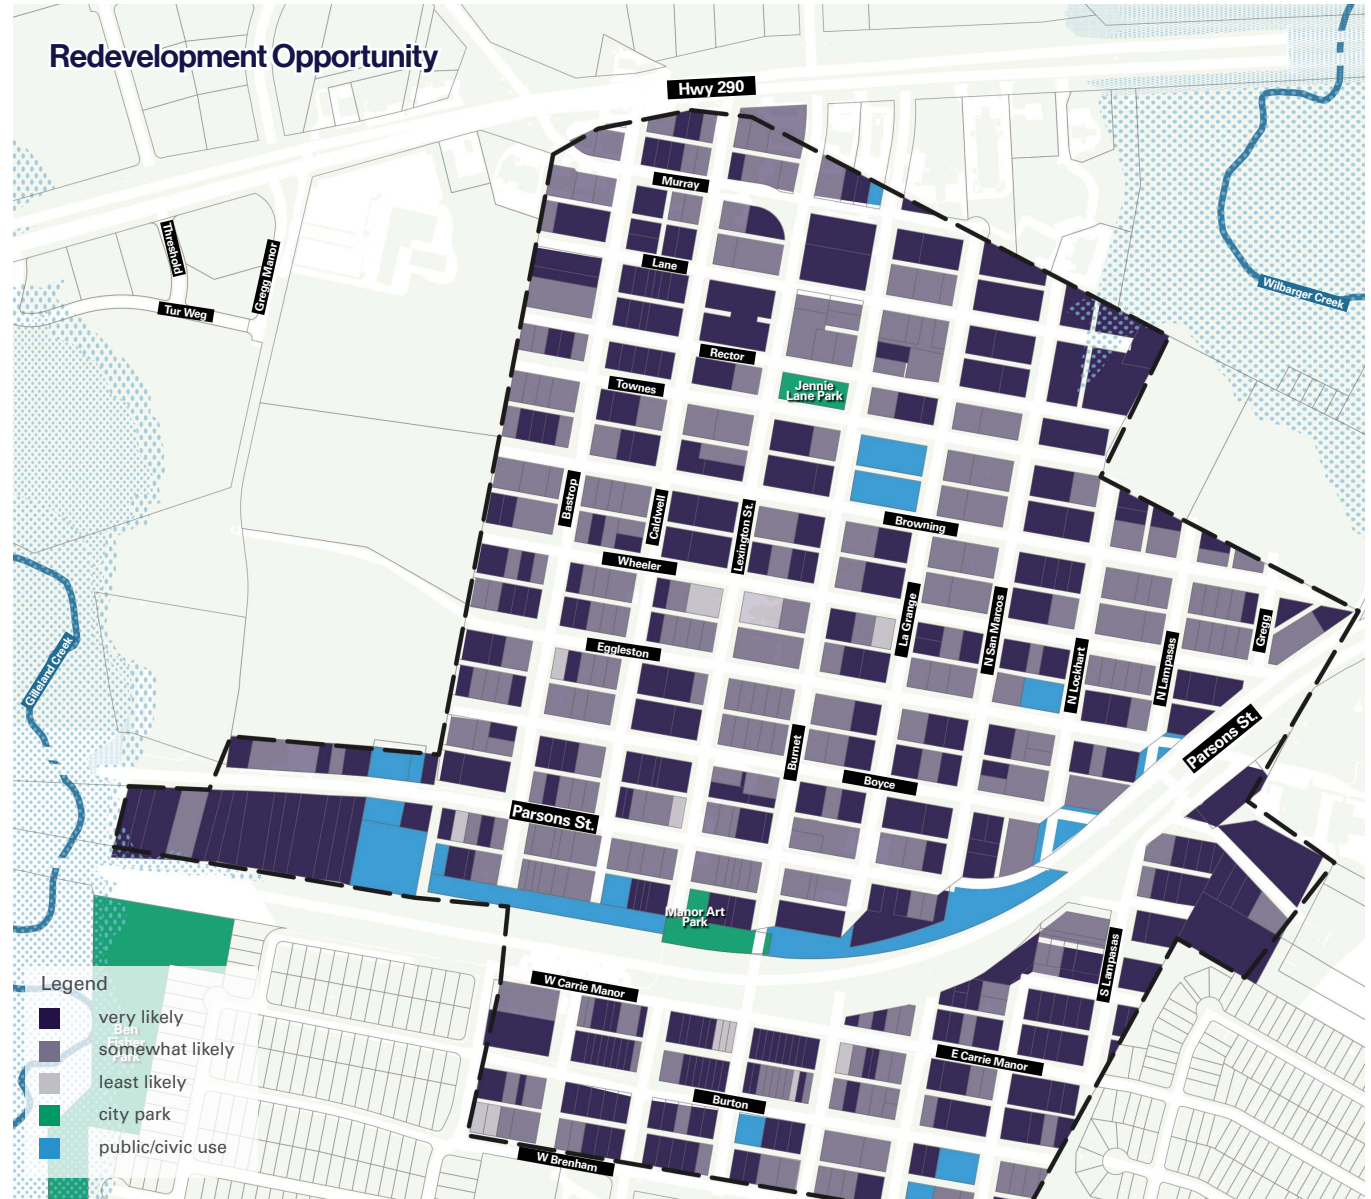 Redevelopment Opportunity
Hwy 290
Murray
Threshold
Gregg Manor
Lane
Wilbarger Creek
Tur Weg
Rector
Townes
Jennie
Lane Park
Bastrop
Caldwell
Lexington St.
Browning
Wheeler
La Grange
N San Marcos
Gregg
Eggleston
N Lockhart
N Lampasas
Gilleland Creek
Burnet
Parsons St.
Boyce
Parsons St.
Manor Art
Park
S Lampasas
W Carrie Manor
E Carrie Manor
Burton
W Brenham
Legend
very likely
Ben
Fisher
Park
somewhat likely
least likely
city park
public/civic use